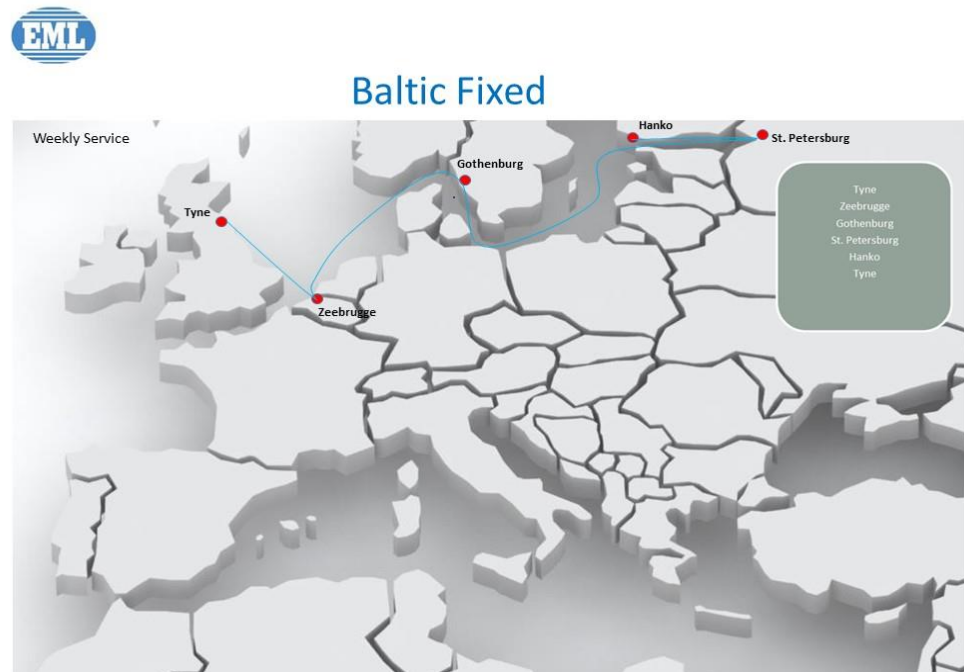 EML
Baltic Fixed
Weekly Service
Hanko
St. Petersburg
Gothenburg
Tyne
Zeebrugge
Tyne
Zeebrugge
Gothenburg
St. Petersburg
Hanko
Tyne